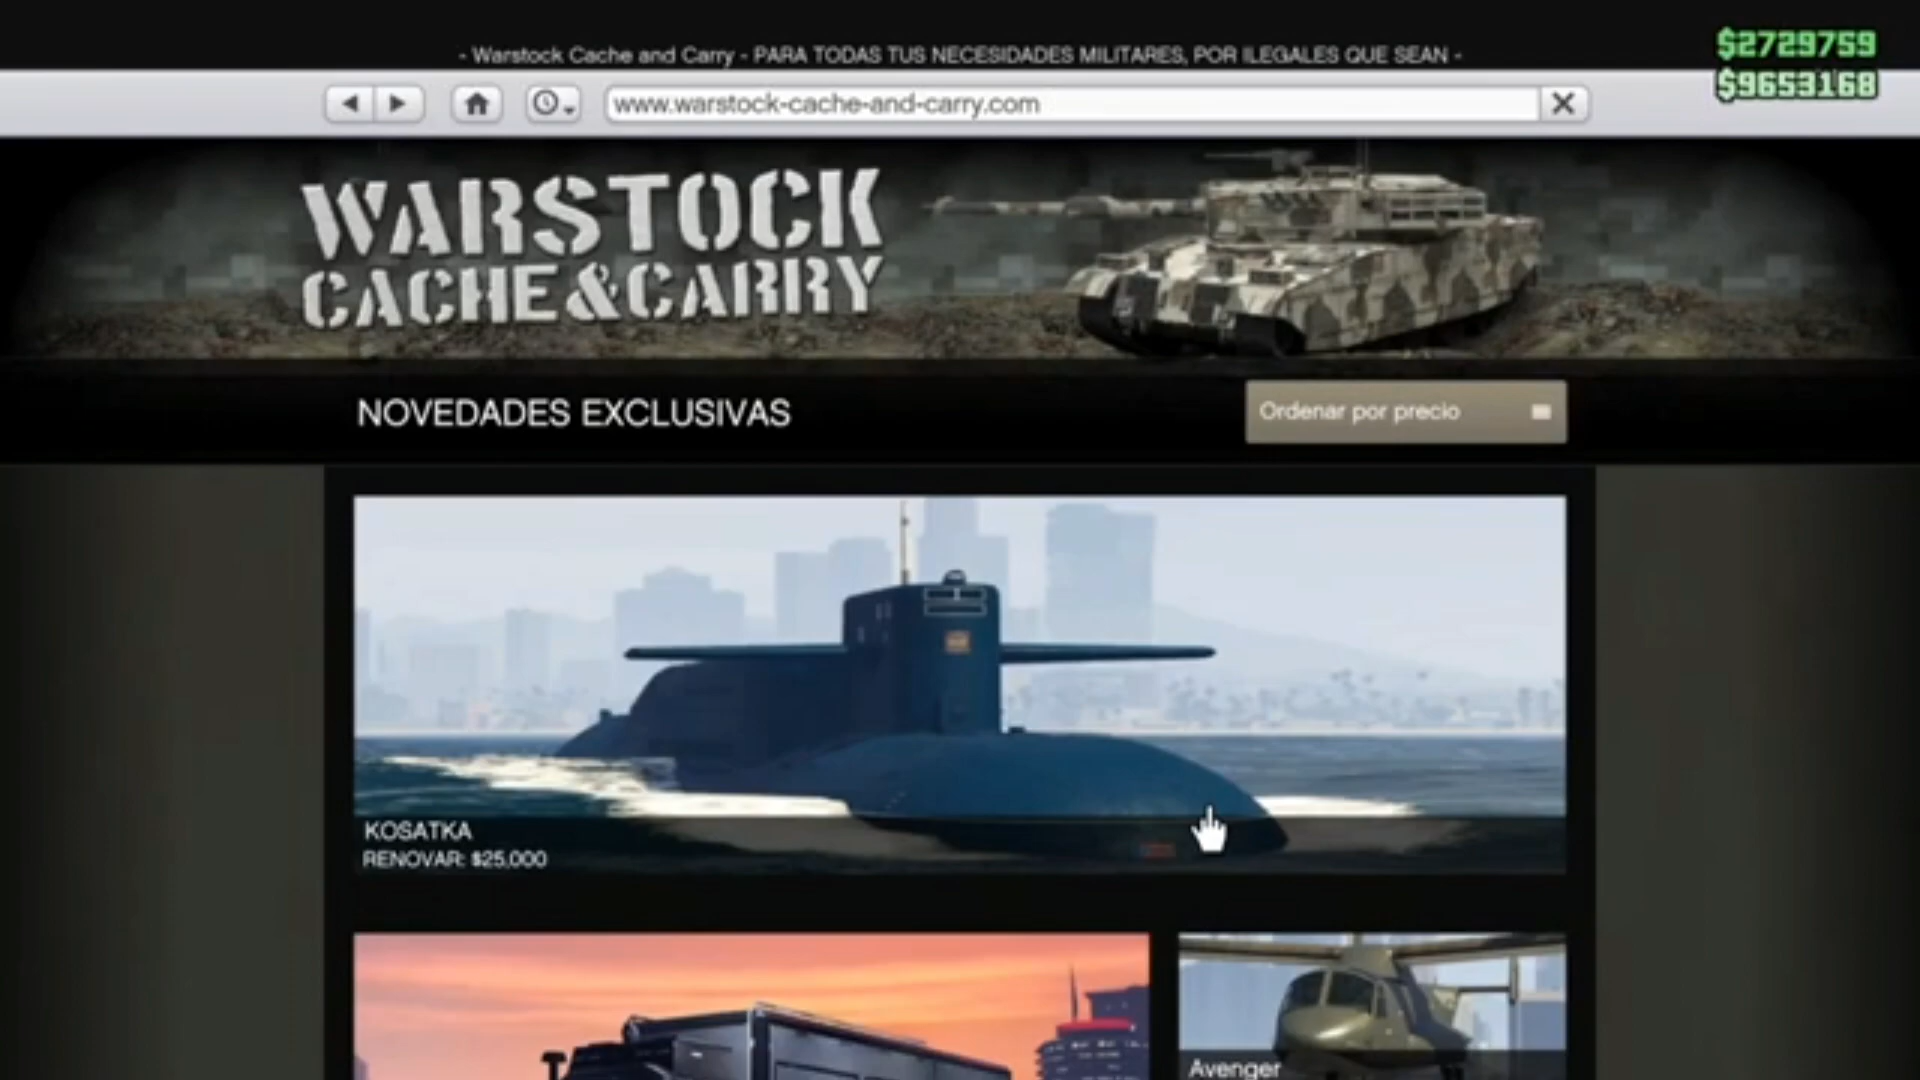 - Warstock Cache and Carry - PARA TODAS TUS NECESIDADES MILITARES, POR ILEGALES QUE SEAN -
$2729759
$9653168
www.warstock-cache-and-carry.com
WARSTOCK
CACHE&CARRY
NOVEDADES EXCLUSIVAS
Ordenar por precio
KOSATKA
RENOVAR: $25,000
Avenger